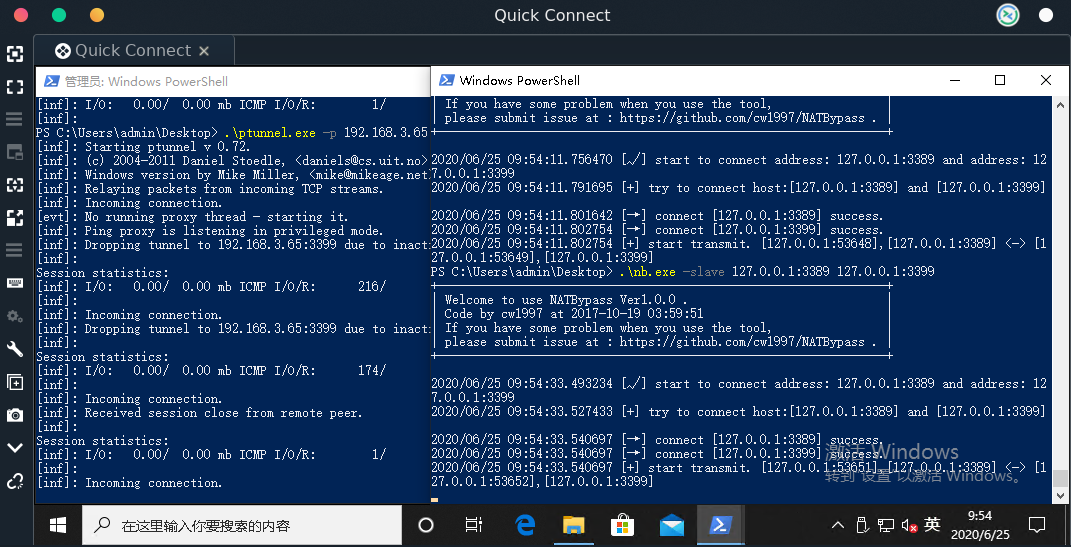 Quick Connect
Quick Connect ×
管理员: Windows PowerShell
[inf]: I/O: 0.00/ 0.00 mb ICMP I/O/R: 1/
[inf]:
PS C:\Users\admin\Desktop> .\ptunnel.exe -p 192.168.3.65
[inf]: Starting ptunnel v 0.72.
[inf]: (c) 2004-2011 Daniel Stoedle, <daniels@cs.uit.no>
[inf]: Windows version by Mike Miller, <mike@mikeage.net
[inf]: Relaying packets from incoming TCP streams.
[inf]: Incoming connection.
[evt]: No running proxy thread - starting it.
[inf]: Ping proxy is listening in privileged mode.
[inf]: Dropping tunnel to 192.168.3.65:3399 due to inacti
[inf]:
Session statistics:
[inf]: I/O: 0.00/ 0.00 mb ICMP I/O/R: 216/
[inf]:
[inf]: Incoming connection.
[inf]: Dropping tunnel to 192.168.3.65:3399 due to inacti
[inf]:
Session statistics:
[inf]: I/O: 0.00/ 0.00 mb ICMP I/O/R: 174/
[inf]:
[inf]: Incoming connection.
[inf]: Received session close from remote peer.
[inf]:
Session statistics:
[inf]: I/O: 0.00/ 0.00 mb ICMP I/O/R: 1/
[inf]:
[inf]: Incoming connection.
Windows PowerShell
If you have some problem when you use the tool,
please submit issue at : https://github.com/cw1997/NATBypass .
2020/06/25 09:54:11.756470 [√] start to connect address: 127.0.0.1:3389 and address: 12
7.0.0.1:3399
2020/06/25 09:54:11.791695 [+] try to connect host:[127.0.0.1:3389] and [127.0.0.1:3399]
2020/06/25 09:54:11.801642 [→] connect [127.0.0.1:3389] success.
2020/06/25 09:54:11.802754 [→] connect [127.0.0.1:3399] success.
2020/06/25 09:54:11.802754 [+] start transmit. [127.0.0.1:53648],[127.0.0.1:3389] <-> [1
27.0.0.1:53649],[127.0.0.1:3399]
PS C:\Users\admin\Desktop> .\nb.exe -slave 127.0.0.1:3389 127.0.0.1:3399
Welcome to use NATBypass Ver1.0.0 .
Code by cw1997 at 2017-10-19 03:59:51
If you have some problem when you use the tool,
please submit issue at : https://github.com/cw1997/NATBypass .
2020/06/25 09:54:33.493234 [√] start to connect address: 127.0.0.1:3389 and address: 12
7.0.0.1:3399
2020/06/25 09:54:33.527433 [+] try to connect host:[127.0.0.1:3389] and [127.0.0.1:3399]
2020/06/25 09:54:33.540697 [→] connect [127.0.0.1:3389] success.
2020/06/25 09:54:33.540697 [→] connect [127.0.0.1:3399] success.
2020/06/25 09:54:33.540697 [+] start transmit. [127.0.0.1:53651],[127.0.0.1:3389] <-> [1
27.0.0.1:53652],[127.0.0.1:3399]
激活 Windows
转到"设置"以激活 Windows。
在这里输入你要搜索的内容
英
9:54
2020/6/25